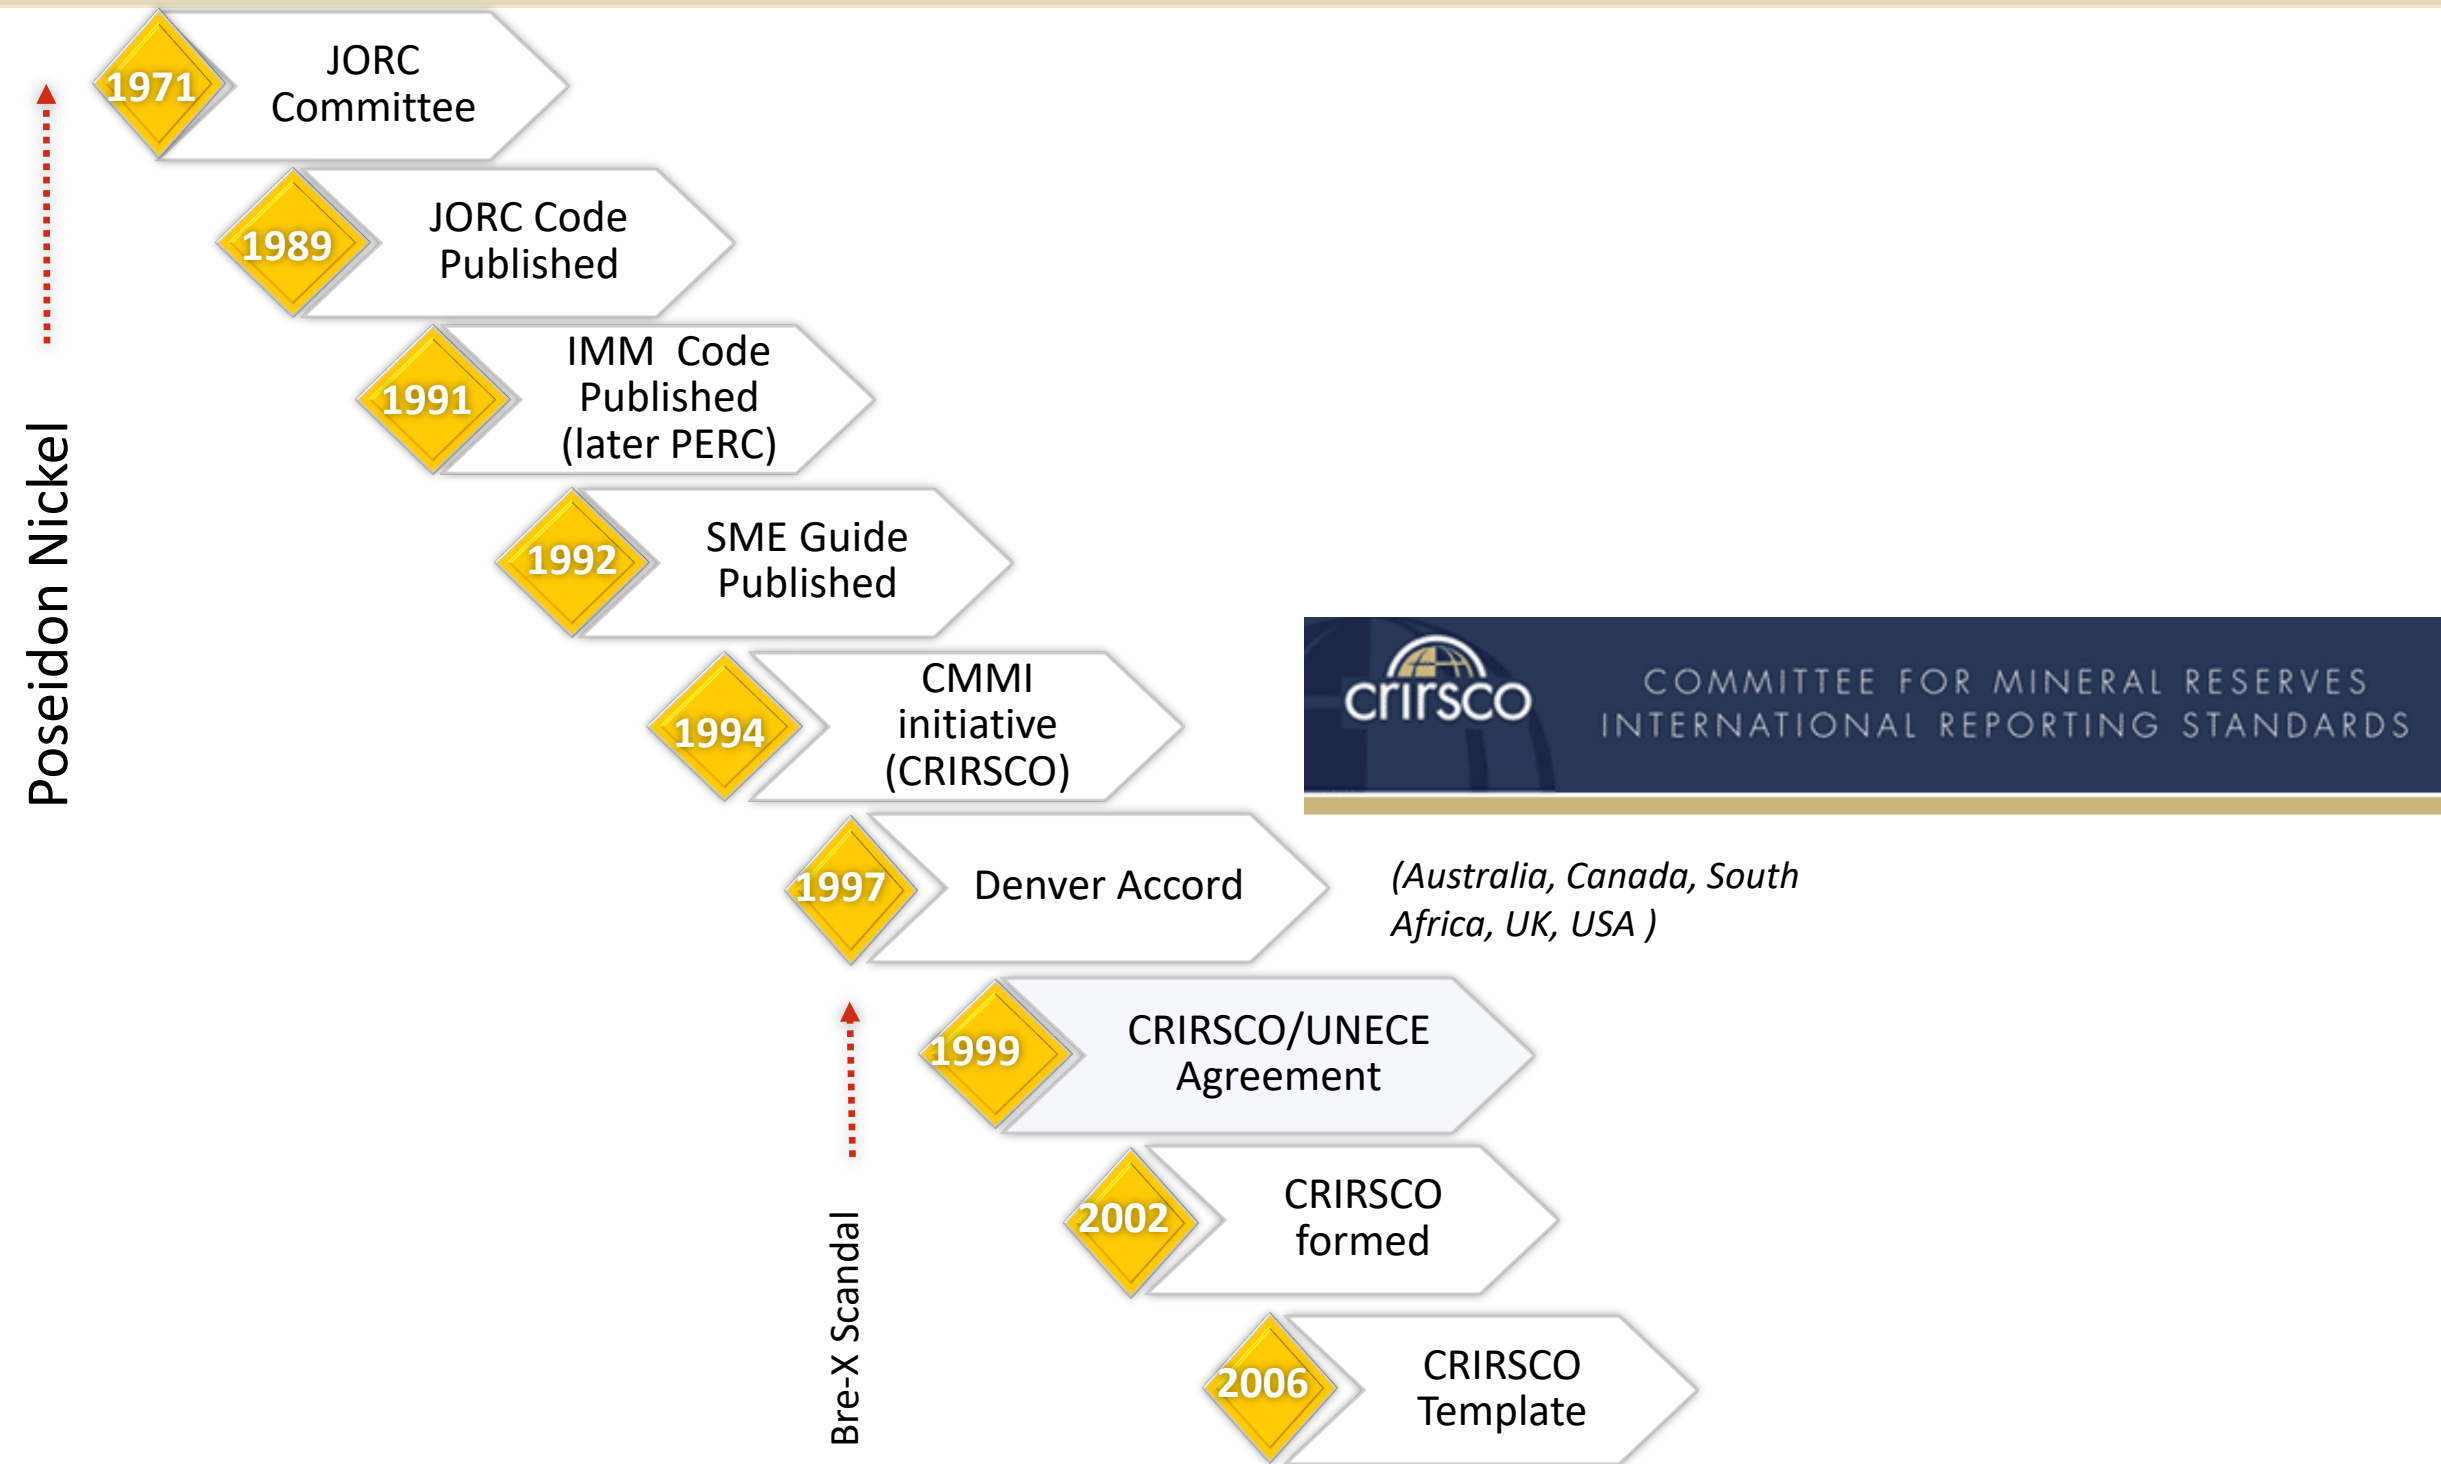 1971
JORC
Committee
1989
JORC Code
Published
1991
IMM Code
Published
(later PERC)
Poseidon Nickel
1992
SME Guide
Published
1994
CMMI
initiative
(CRIRSCO)
crirsco
COMMITTEE FOR MINERAL RESERVES
INTERNATIONAL REPORTING STANDARDS
1997
Denver Accord
(Australia, Canada, South
Africa, UK, USA )
1999
CRIRSCO/UNECE
Agreement
Bre-X Scandal
2002
CRIRSCO
formed
2006
CRIRSCO
Template